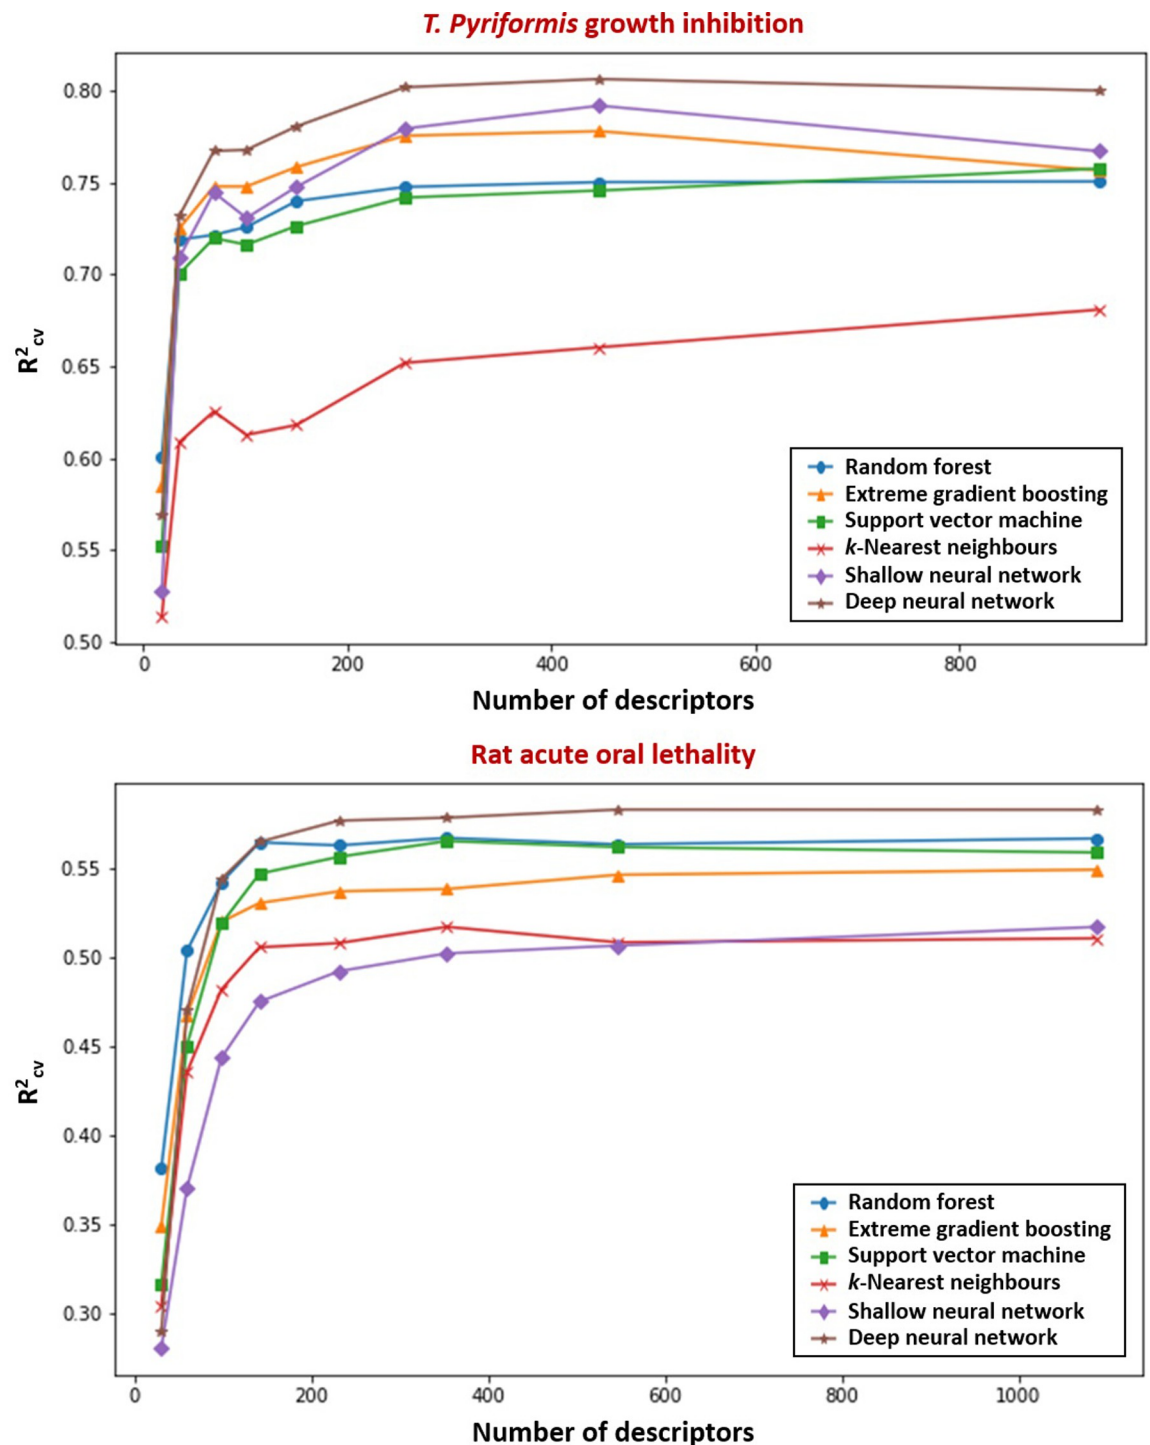 T. Pyriformis growth inhibition
0.80
0.75
0.70
0.65
0.60
0.55
0.50
R²cv
Random forest
Extreme gradient boosting
Support vector machine
k-Nearest neighbours
Shallow neural network
Deep neural network
0 200 400 600 800
Number of descriptors
Rat acute oral lethality
0.55
0.50
0.45
0.40
0.35
0.30
R²cv
Random forest
Extreme gradient boosting
Support vector machine
k-Nearest neighbours
Shallow neural network
Deep neural network
0 200 400 600 800 1000
Number of descriptors